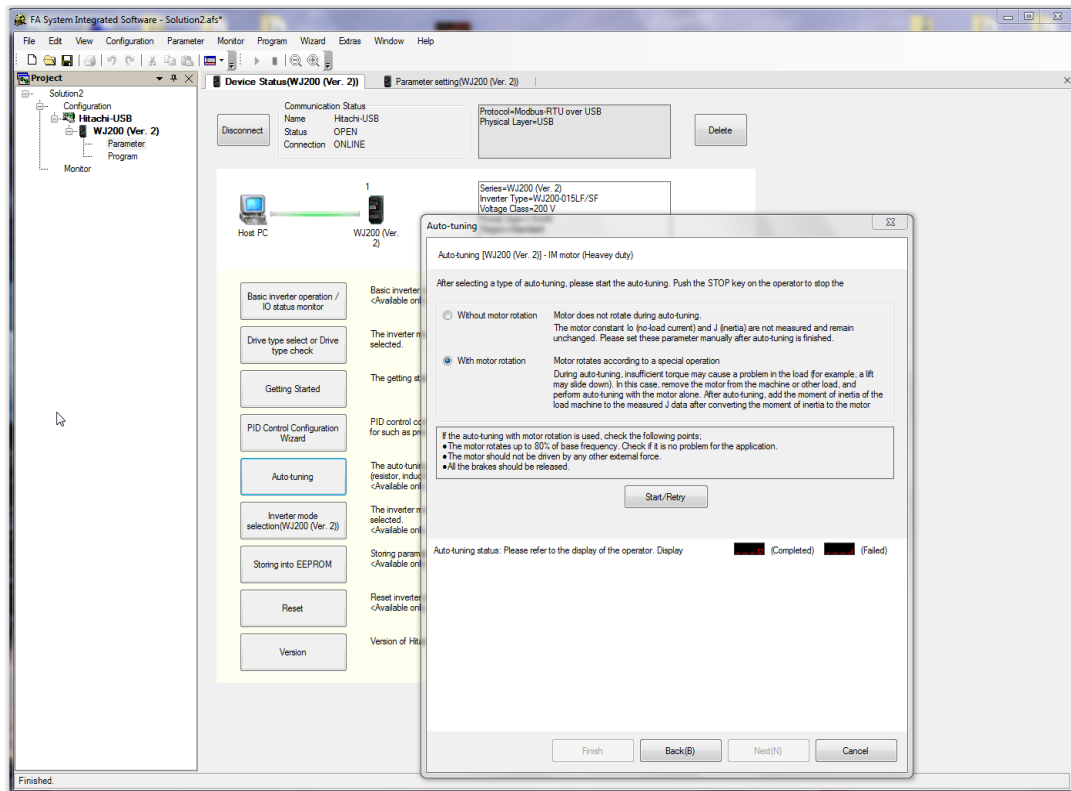 FA System Integrated Software - Solution2.afs*
File Edit View Configuration Parameter Monitor Program Wizard Extras Window Help
Project
Solution2
Configuration
Hitachi-USB
WJ200 (Ver. 2)
Parameter
Program
Monitor
Device Status(WJ200 (Ver. 2))
Parameter setting(WJ200 (Ver. 2))
Disconnect
Communication Status
Name Hitachi-USB
Status OPEN
Connection ONLINE
Protocol=Modbus-RTU over USB
Physical Layer=USB
Delete
Host PC
1
WJ200 (Ver.
2)
Series=WJ200 (Ver. 2)
Inverter Type=WJ200-015LF/SF
Voltage Class=200 V
Basic inverter operation /
IO status monitor
Basic inverter
<Available
Drive type select or Drive
type check
The inverter
selected.
Getting Started
The getting
PID Control Configuration
Wizard
PID control
for such as
Auto-tuning
The auto-tunin
(resistor, induc
<Available
Inverter mode
selection(WJ200 (Ver. 2))
The inverter
selected.
<Available
Storing into EEPROM
Storing param
<Available
Reset
Reset inverter
<Available
Version
Version of
Auto-tuning
Auto-tuning [WJ200 (Ver. 2)] - IM motor (Heavey duty)
After selecting a type of auto-tuning, please start the auto-tuning. Push the STOP key on the operator to stop the
Without motor rotation
Motor does not rotate during auto-tuning.
The motor constant Io (no-load current) and J (inertia) are not measured and remain
unchanged. Please set these parameter manually after auto-tuning is finished.
With motor rotation
Motor rotates according to a special operation
During auto-tuning, insufficient torque may cause a problem in the load (for example, a lift
may slide down). In this case, remove the motor from the machine or other load, and
perform auto-tuning with the motor alone. After auto-tuning, add the moment of inertia of the
load machine to the measured J data after converting the moment of inertia to the motor
If the auto-tuning with motor rotation is used, check the following points;
●The motor rotates up to 80% of base frequency. Check if it is no problem for the application.
●The motor should not be driven by any other external force.
●All the brakes should be released.
Start/Retry
Auto-tuning status: Please refer to the display of the operator. Display
(Completed)
(Failed)
Finish
Back(B)
Next(N)
Cancel
Finished.